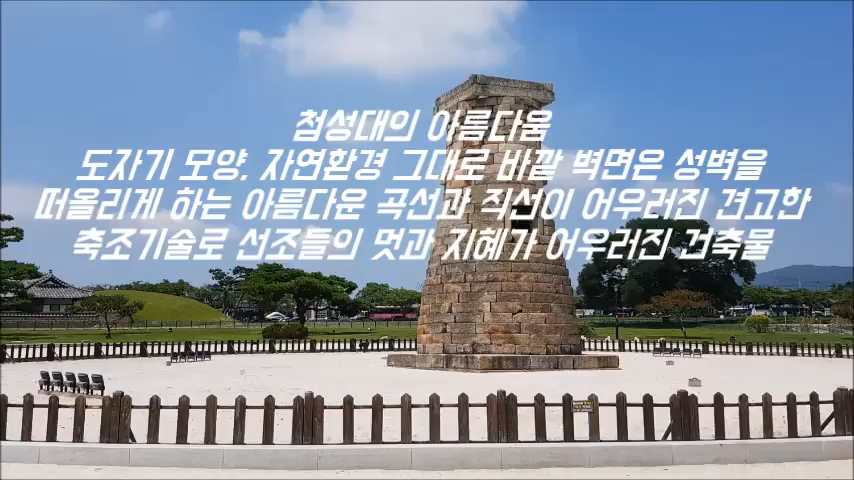 첨성대의 아름다움
도자기 모양, 자연환경 그대로 바깥 벽면은 성벽을
떠올리게 하는 아름다운 곡선과 직선이 어우러진 견고한
축조기술로 선조들의 멋과 지혜가 어우러진 건축물